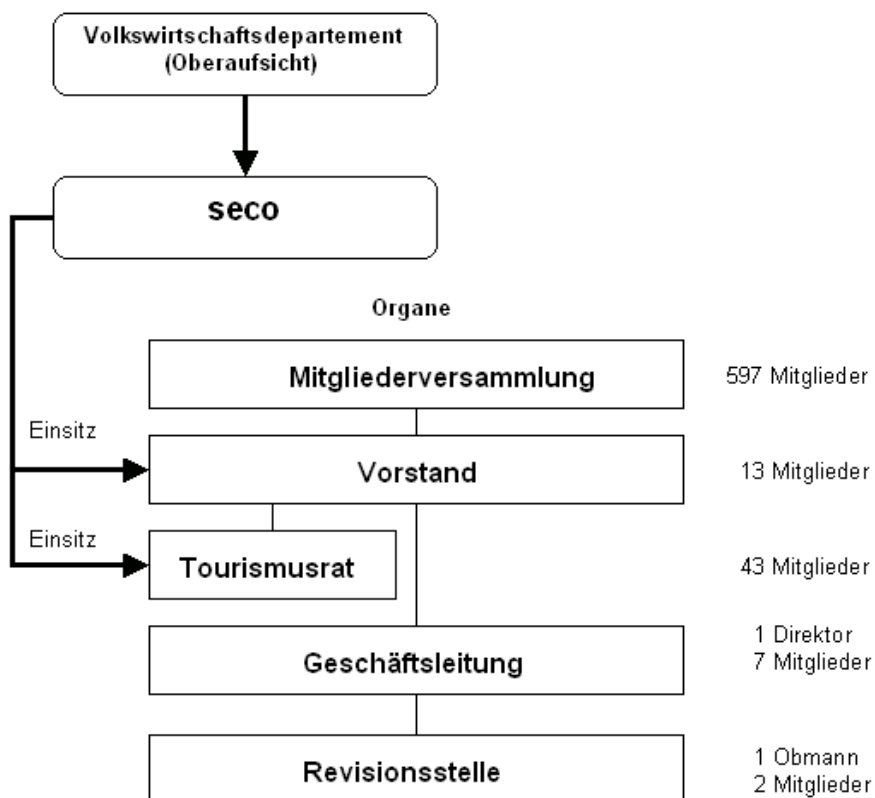 Volkswirtschaftsdepartement
(Oberaufsicht)
seco
Organe
Mitgliederversammlung
597 Mitglieder
Einsitz
Vorstand
13 Mitglieder
Einsitz
Tourismusrat
43 Mitglieder
Geschäftsleitung
1 Direktor
7 Mitglieder
Revisionsstelle
1 Obmann
2 Mitglieder